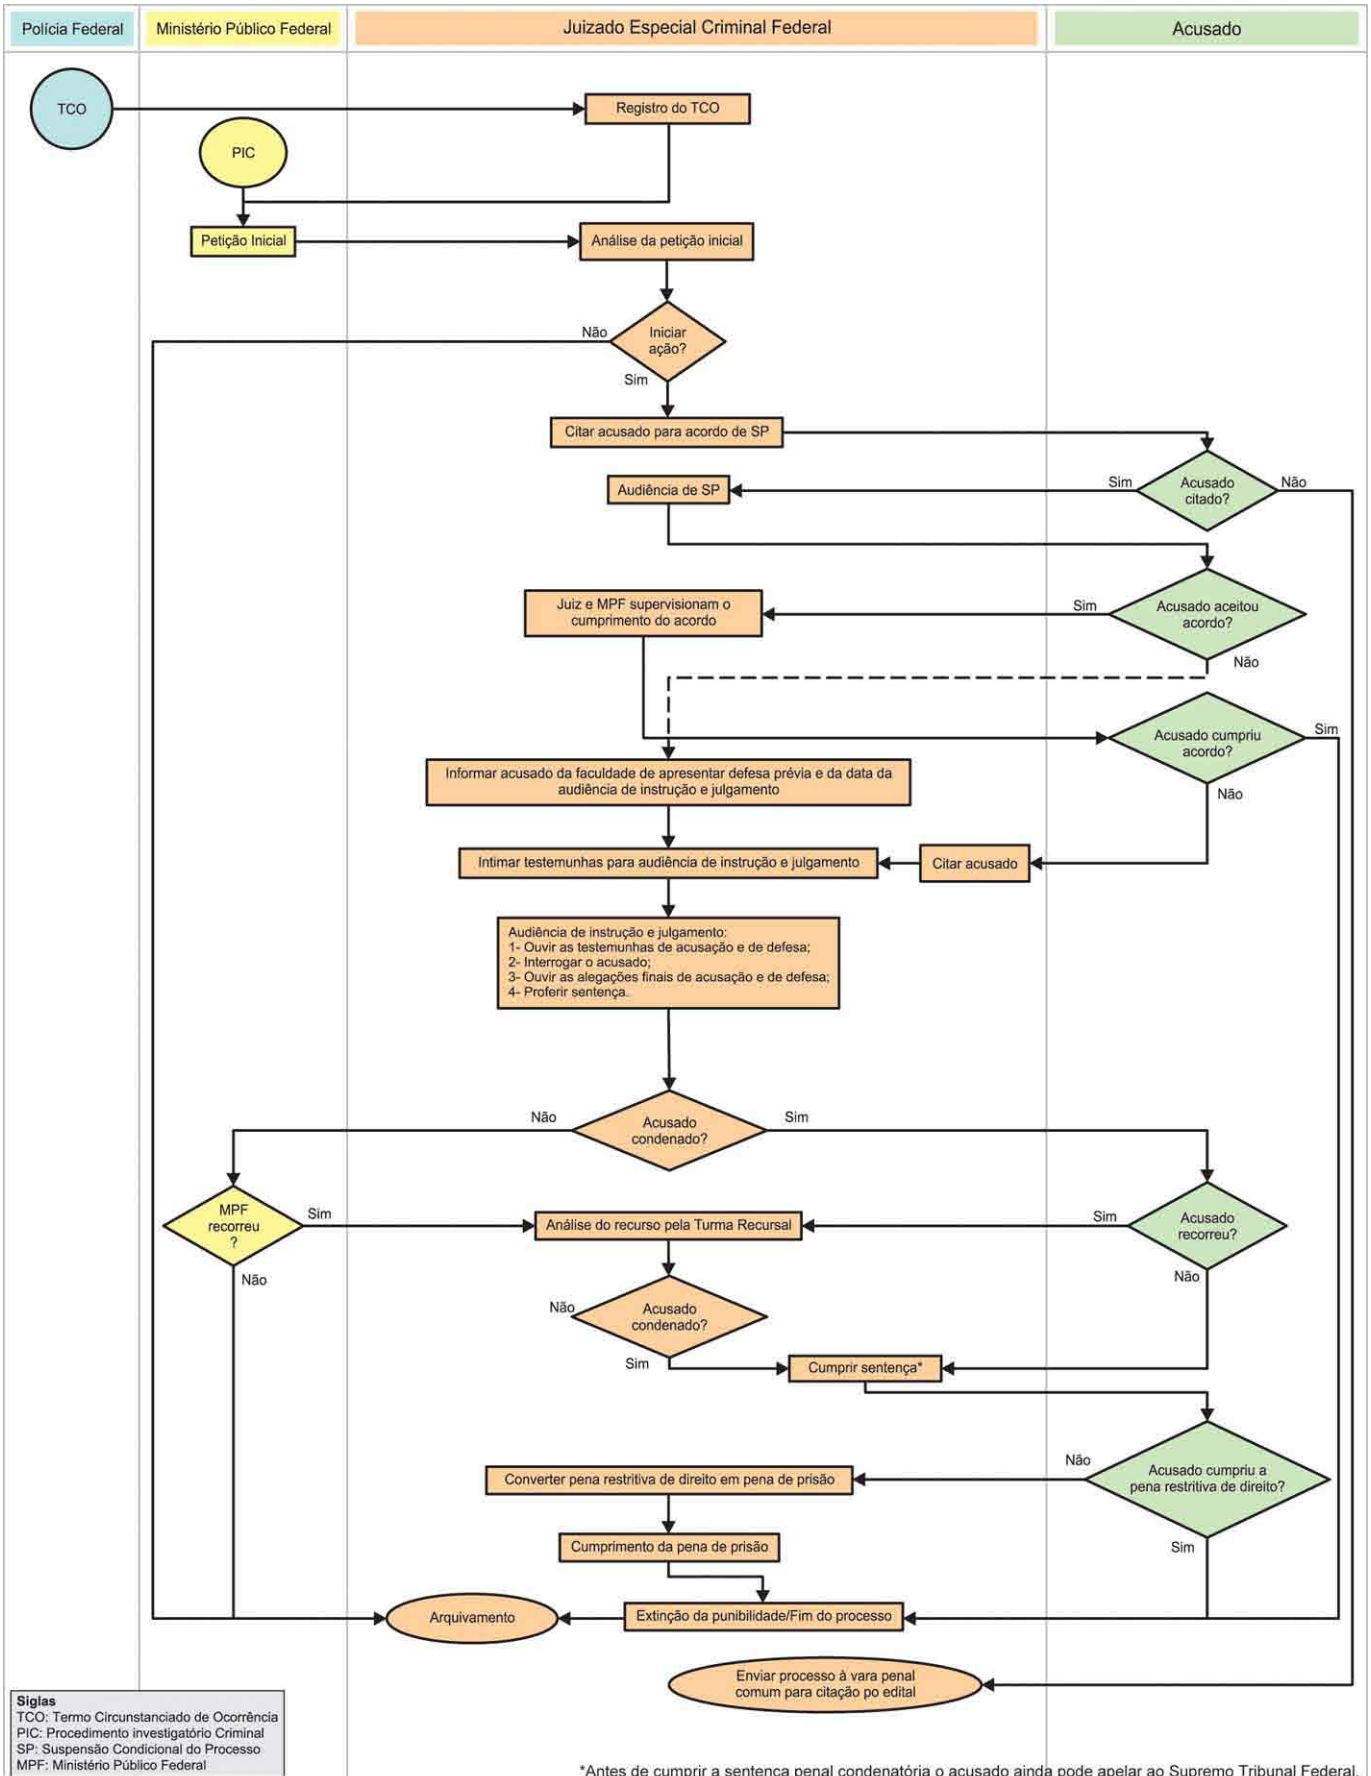 Polícia Federal
Ministério Público Federal
Juizado Especial Criminal Federal
Acusado
TCO
Registro do TCO
PIC
Petição Inicial
Análise da petição inicial
Iniciar
ação?
Não
Sim
Citar acusado para acordo de SP
Acusado
citado?
Sim
Não
Audiência de SP
Acusado aceitou
acordo?
Sim
Não
Juiz e MPF supervisionam o
cumprimento do acordo
Acusado cumpriu
acordo?
Sim
Não
Informar acusado da faculdade de apresentar defesa prévia e da data da
audiência de instrução e julgamento
Intimar testemunhas para audiência de instrução e julgamento
Citar acusado
Audiência de instrução e julgamento:
1- Ouvir as testemunhas de acusação e de defesa;
2- Interrogar o acusado;
3- Ouvir as alegações finais de acusação e de defesa;
4- Proferir sentença.
Acusado
condenado?
Não
Sim
MPF
recorreu
?
Sim
Não
Análise do recurso pela Turma Recursal
Acusado
recorreu?
Sim
Não
Acusado
condenado?
Não
Sim
Cumprir sentença*
Acusado cumpriu a
pena restritiva de direito?
Não
Sim
Converter pena restritiva de direito em pena de prisão
Cumprimento da pena de prisão
Arquivamento
Extinção da punibilidade/Fim do processo
Enviar processo à vara penal
comum para citação po edital
Siglas
TCO: Termo Circunstanciado de Ocorrência
PIC: Procedimento investigatório Criminal
SP: Suspensão Condicional do Processo
MPF: Ministério Público Federal
*Antes de cumprir a sentença penal condenatória o acusado ainda pode apelar ao Supremo Tribunal Federal.